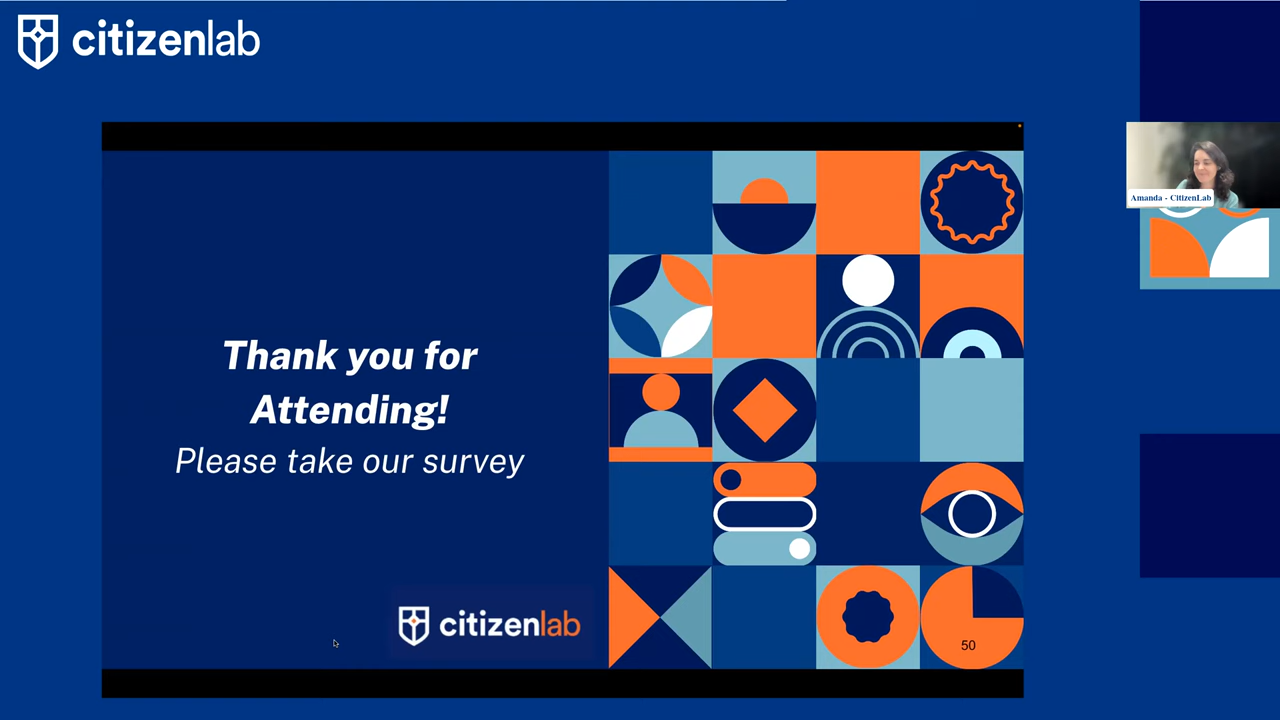 citizenlab
Amanda - CitizenLab
Thank you for
Attending!
Please take our survey
citizenlab
50